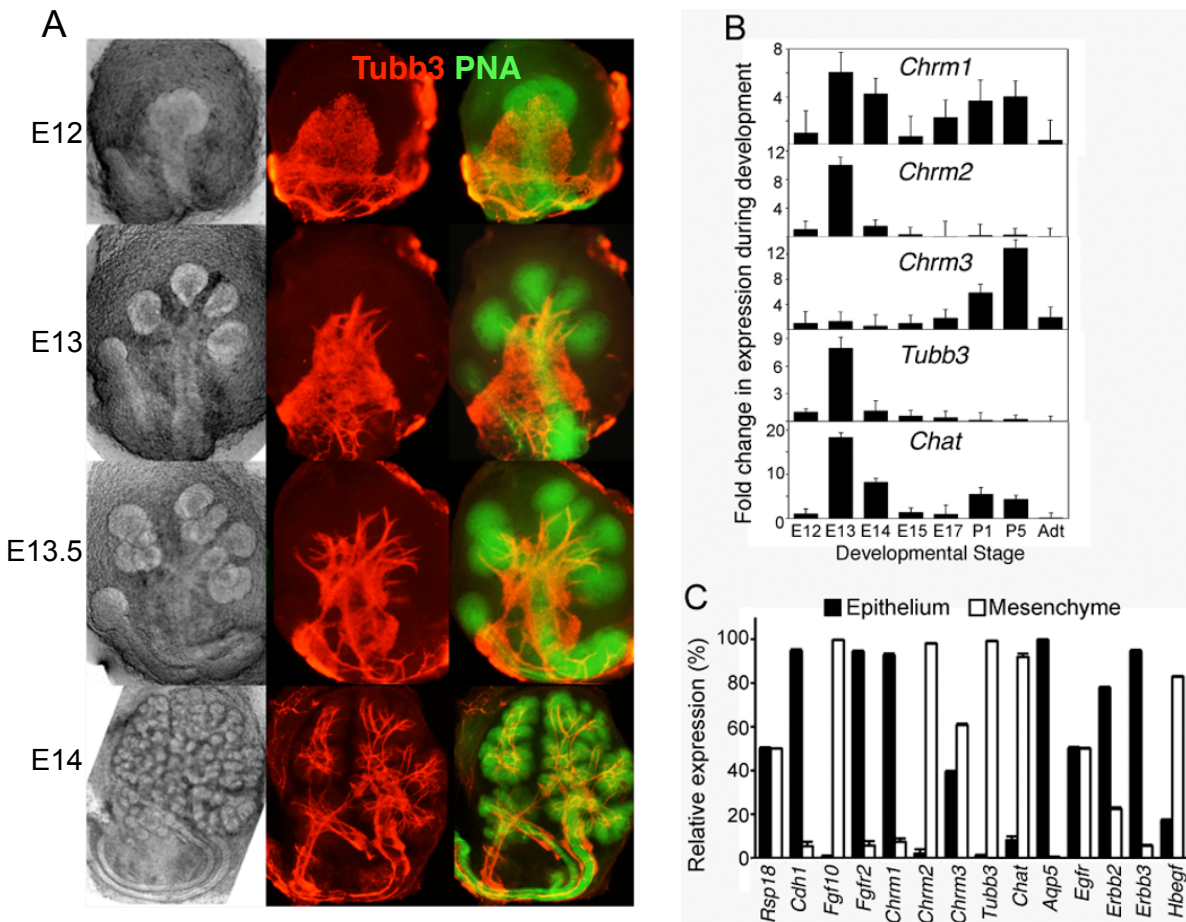 A
Tubb3 PNA
E12
E13
E13.5
E14
B
Fold change in expression during development
8
4
Chrm1
12
8
4
Chrm2
12
8
4
Chrm3
9
6
3
Tubb3
20
10
0
Chat
E12 E13 E14 E15 E17 P1 P5 Adt
Developmental Stage
C
Epithelium Mesenchyme
Relative expression (%)
100
80
60
40
20
0
Rsp18 Cdh1 Fgf10 Fgfr2 Chrm1 Chrm2 Chrm3 Tubb3 Chat Aqp5 Egfr Erbb2 Erbb3 Hbegf